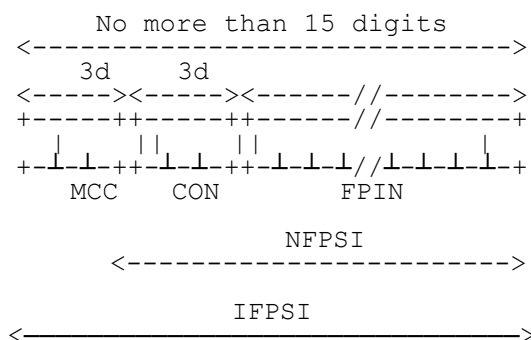 No more than 15 digits
<------------------------------->
3d 3d
<-----><-----><------//--------->
+-----++-----++------//---------+
| || || |
+-┴-┴-++-┴-┴-++-┴-┴-┴//┴-┴-┴-┴-+
MCC CON FPIN
NFPSI
<------------------------>
IFPSI
<───────────────────────────────>